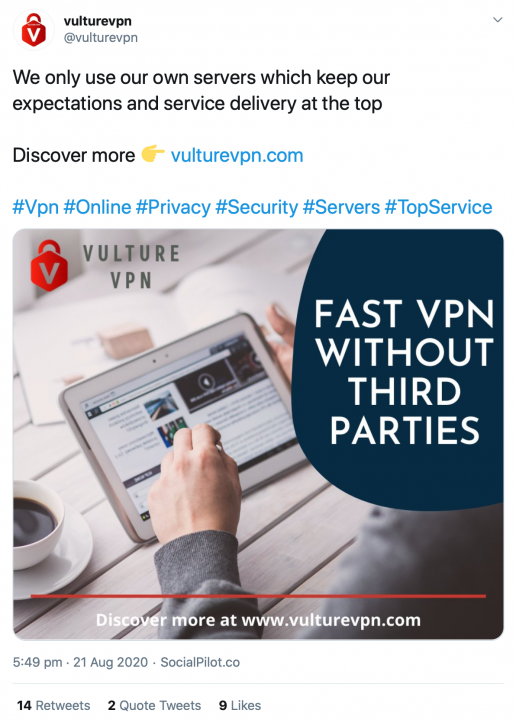 vulturevpn
@vulturevpn
We only use our own servers which keep our
expectations and service delivery at the top
Discover more 👉 vulturevpn.com
#Vpn #Online #Privacy #Security #Servers #TopService
V
VULTURE
VPN
FAST VPN
WITHOUT
THIRD
PARTIES
Discover more at www.vulturevpn.com
5:49 pm · 21 Aug 2020 · SocialPilot.co
14 Retweets 2 Quote Tweets 9 Likes